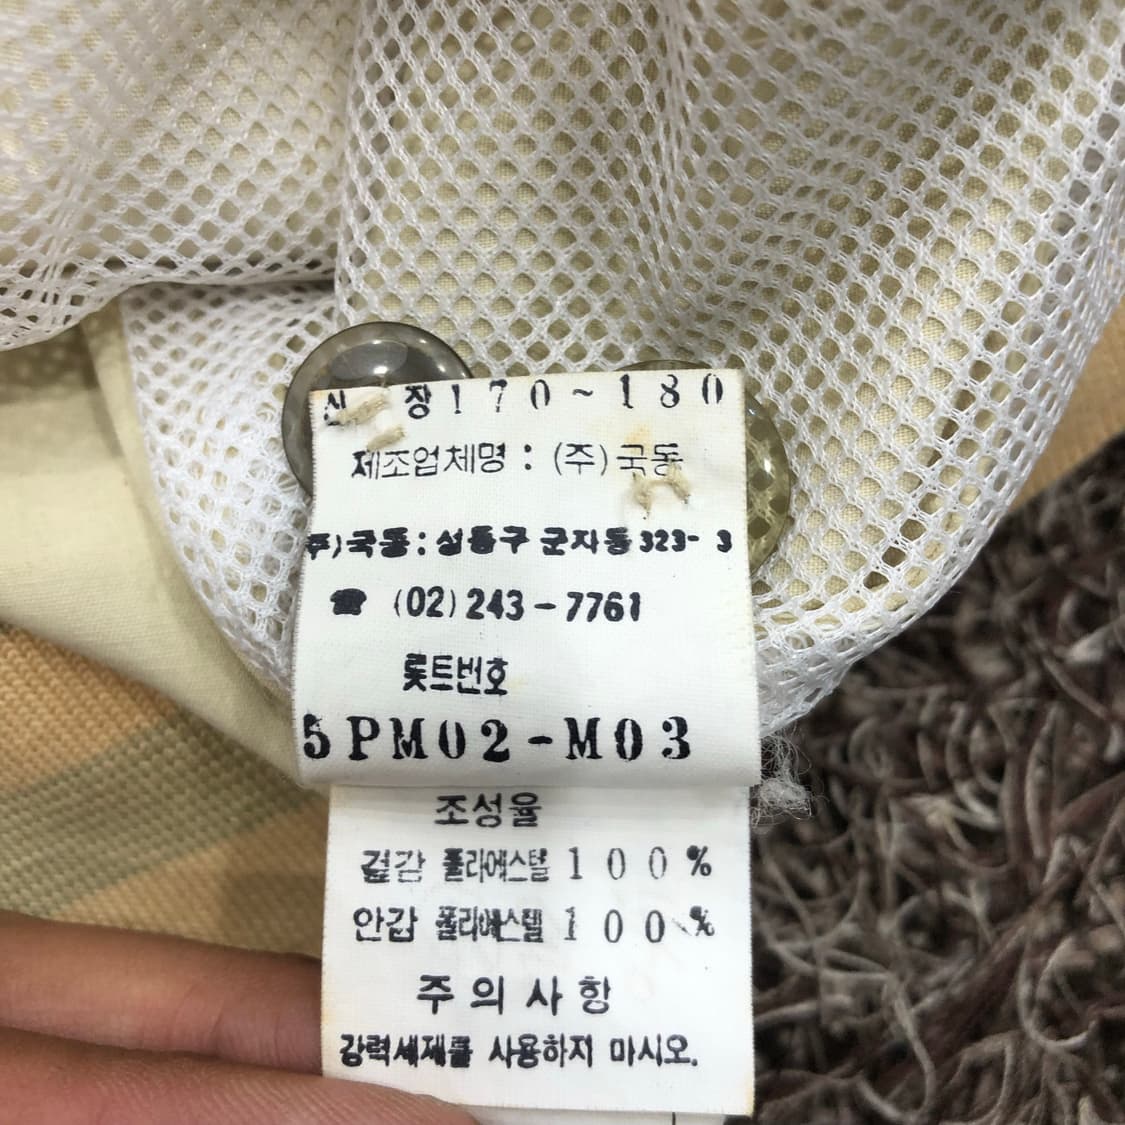 신 장 170~180
제조업체명 : (주)국동
주)국동 : 성동구 군자동 323-3
☎ (02)243-7761
롯트번호
5PM02-M03
조성율
겉감 폴리에스텔 100%
안감 폴리에스텔 100%
주의사항
강력세제를 사용하지 마시오.